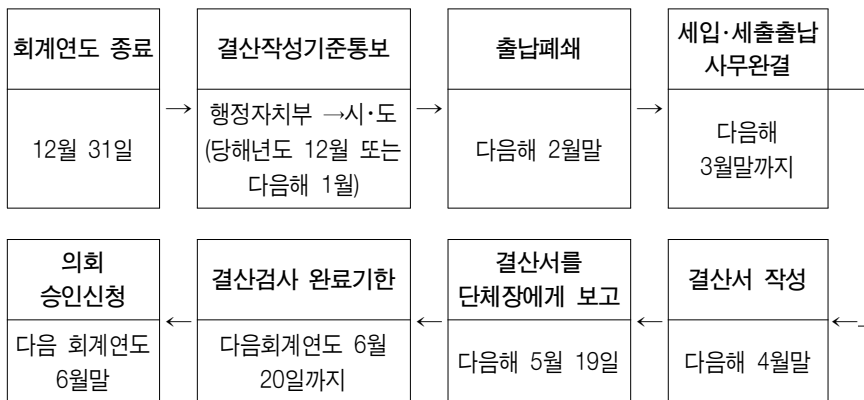 회계연도 종료
12월 31일
→
결산작성기준통보
행정자치부 →시·도
(당해년도 12월 또는
다음해 1월)
→
출납폐쇄
다음해 2월말
→
세입·세출출납
사무완결
다음해
3월말까지
←
결산서 작성
다음해 4월말
←
결산서를
단체장에게 보고
다음해 5월 19일
←
결산검사 완료기한
다음회계연도 6월
20일까지
←
의회
승인신청
다음 회계연도
6월말